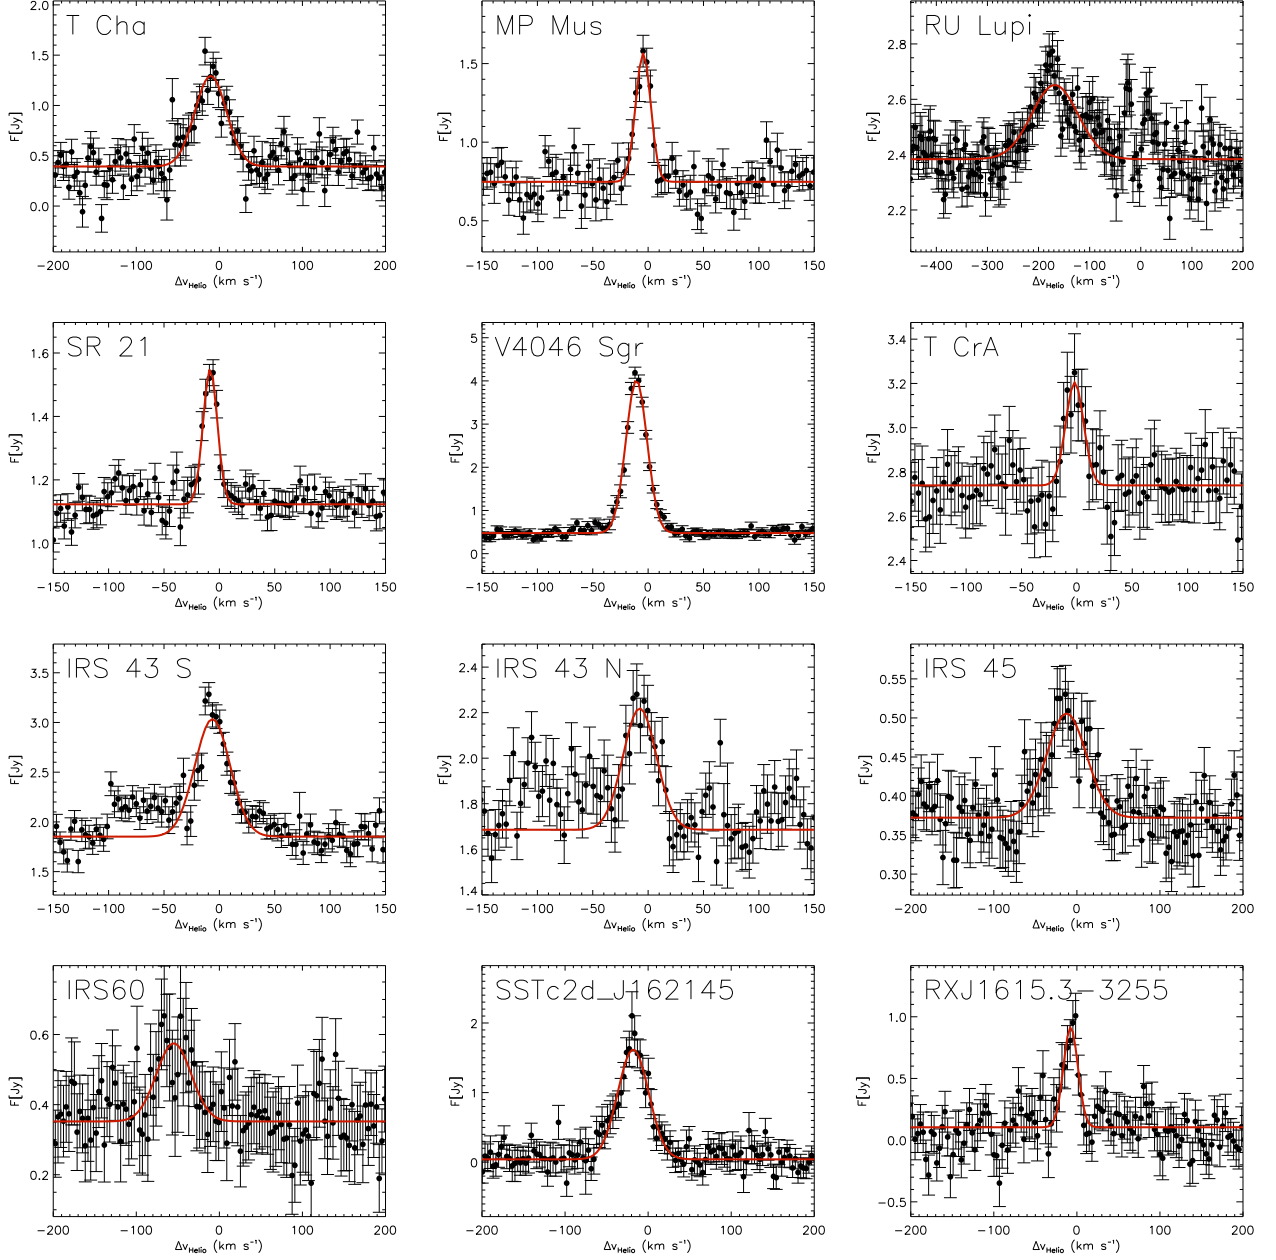 T Cha
2.0
1.5
1.0
0.5
0.0
F[Jy]
−200 −100 0 100 200
Δv_Helio (km s⁻¹)
MP Mus
1.5
1.0
0.5
F[Jy]
−150 −100 −50 0 50 100 150
Δv_Helio (km s⁻¹)
RU Lupi
2.8
2.6
2.4
2.2
F[Jy]
−400 −300 −200 −100 0 100 200
Δv_Helio (km s⁻¹)
SR 21
1.6
1.4
1.2
1.0
F[Jy]
−150 −100 −50 0 50 100 150
Δv_Helio (km s⁻¹)
V4046 Sgr
5
4
3
2
1
0
F[Jy]
−150 −100 −50 0 50 100 150
Δv_Helio (km s⁻¹)
T CrA
3.4
3.2
3.0
2.8
2.6
2.4
F[Jy]
−150 −100 −50 0 50 100 150
Δv_Helio (km s⁻¹)
IRS 43 S
3.5
3.0
2.5
2.0
1.5
F[Jy]
−150 −100 −50 0 50 100 150
Δv_Helio (km s⁻¹)
IRS 43 N
2.4
2.2
2.0
1.8
1.6
1.4
F[Jy]
−150 −100 −50 0 50 100 150
Δv_Helio (km s⁻¹)
IRS 45
0.55
0.50
0.45
0.40
0.35
0.30
F[Jy]
−200 −100 0 100 200
Δv_Helio (km s⁻¹)
IRS60
0.6
0.4
0.2
F[Jy]
−200 −100 0 100 200
Δv_Helio (km s⁻¹)
SSTc2d_J162145
2
1
0
F[Jy]
−200 −100 0 100 200
Δv_Helio (km s⁻¹)
RXJ1615.3−3255
1.0
0.5
0.0
−0.5
F[Jy]
−200 −100 0 100 200
Δv_Helio (km s⁻¹)